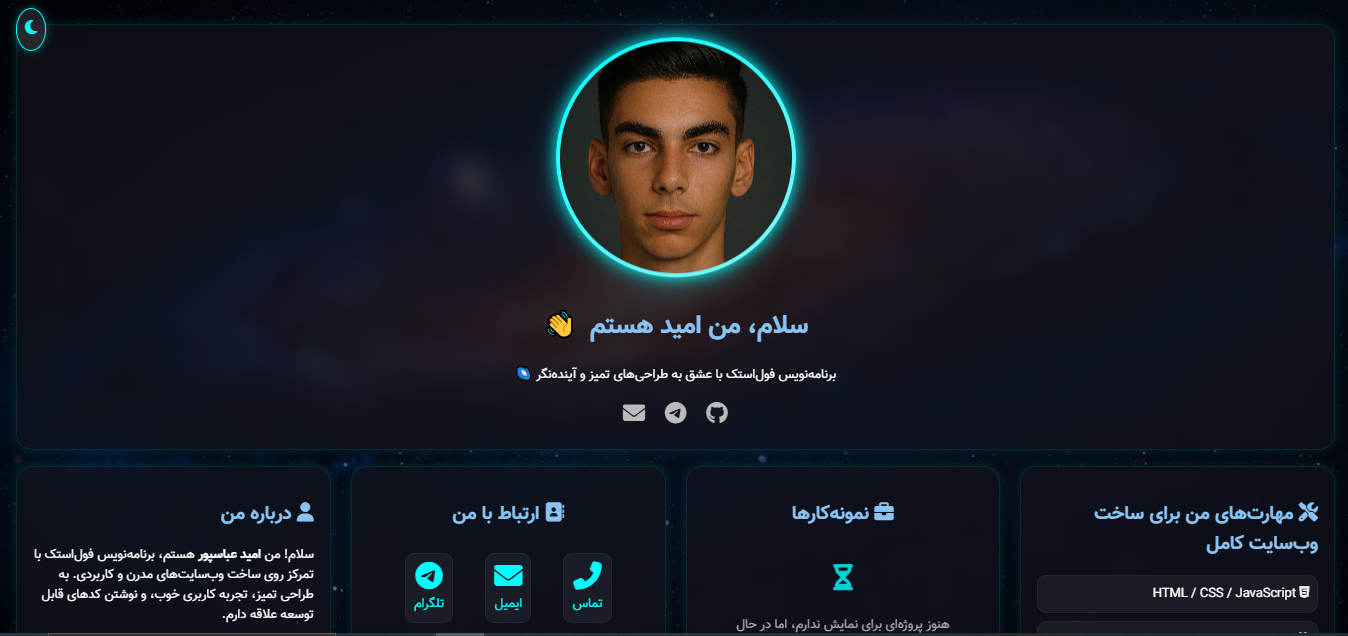 سلام، من امید هستم 👋
برنامه‌نویس فول‌استک با عشق به طراحی‌های تمیز و آینده‌نگر
مهارت‌های من برای ساخت
وب‌سایت کامل
HTML / CSS / JavaScript
نمونه‌کارها
هنوز پروژه‌ای برای نمایش ندارم، اما در حال
ارتباط با من
تماس
ایمیل
تلگرام
درباره من
سلام! من امید عباسپور هستم، برنامه‌نویس فول‌استک با
تمرکز روی ساخت وب‌سایت‌های مدرن و کاربردی. به
طراحی تمیز، تجربه کاربری خوب، و نوشتن کدهای قابل
توسعه علاقه دارم.